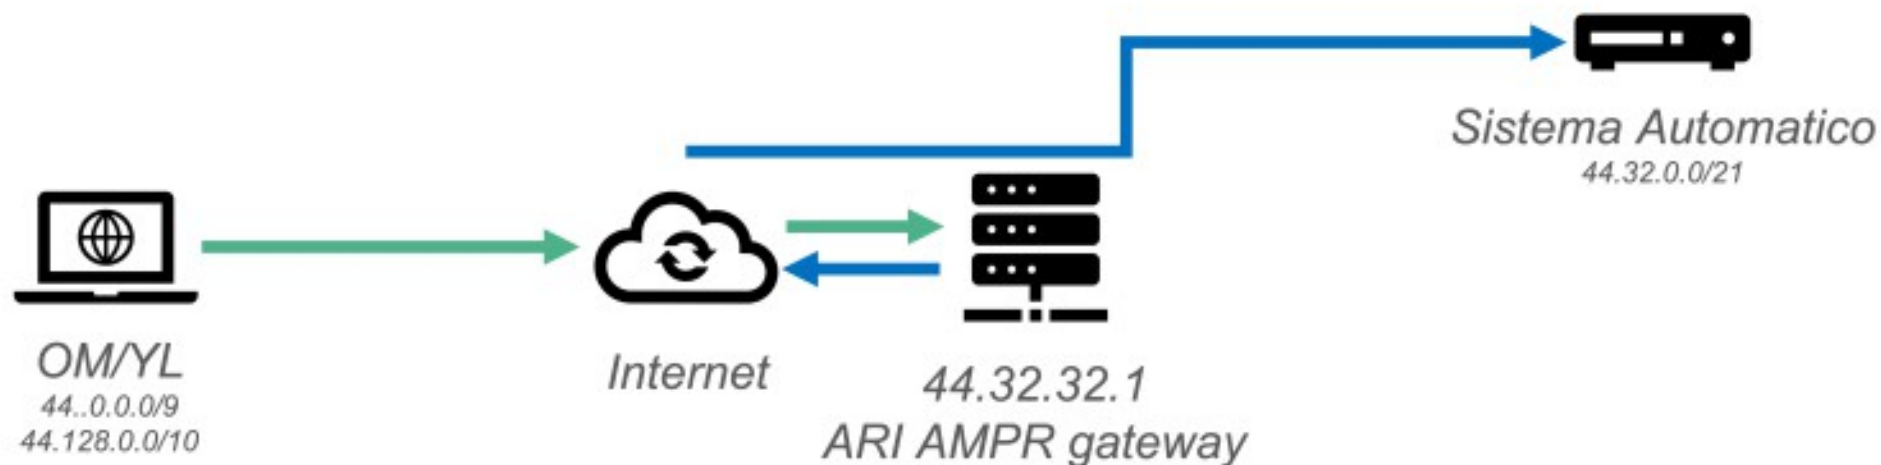 Sistema Automatico
44.32.0.0/21
OM/YL
44..0.0.0/9
44.128.0.0/10
Internet
44.32.32.1
ARI AMPR gateway